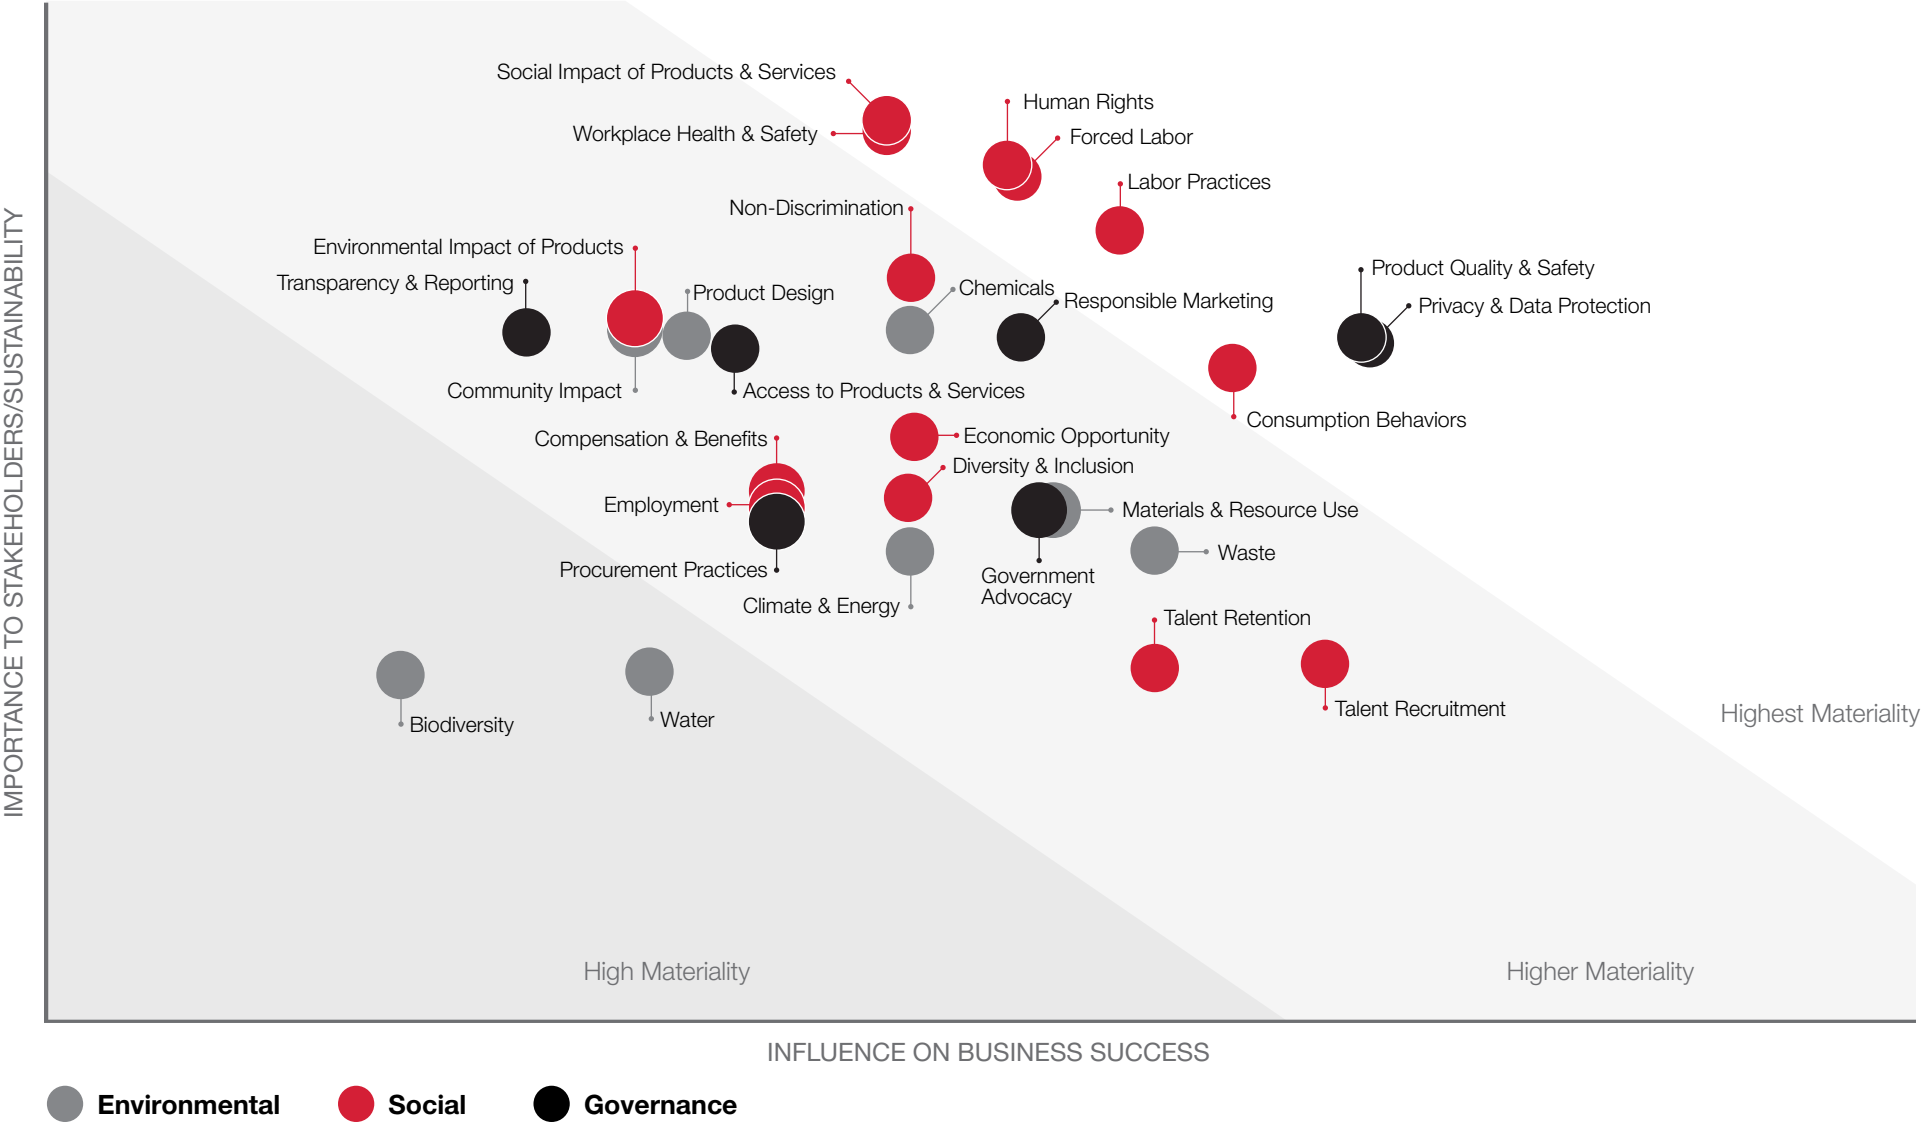 Social Impact of Products & Services
Human Rights
Workplace Health & Safety
Forced Labor
Labor Practices
Non-Discrimination
Environmental Impact of Products
Product Quality & Safety
Transparency & Reporting
Product Design
Chemicals
Responsible Marketing
Privacy & Data Protection
Community Impact
Access to Products & Services
Consumption Behaviors
Compensation & Benefits
Economic Opportunity
Diversity & Inclusion
Employment
Materials & Resource Use
Waste
Procurement Practices
Government
Advocacy
Climate & Energy
Talent Retention
Talent Recruitment
Biodiversity
Water
Highest Materiality
High Materiality
Higher Materiality
IMPORTANCE TO STAKEHOLDERS/SUSTAINABILITY
INFLUENCE ON BUSINESS SUCCESS
Environmental
Social
Governance